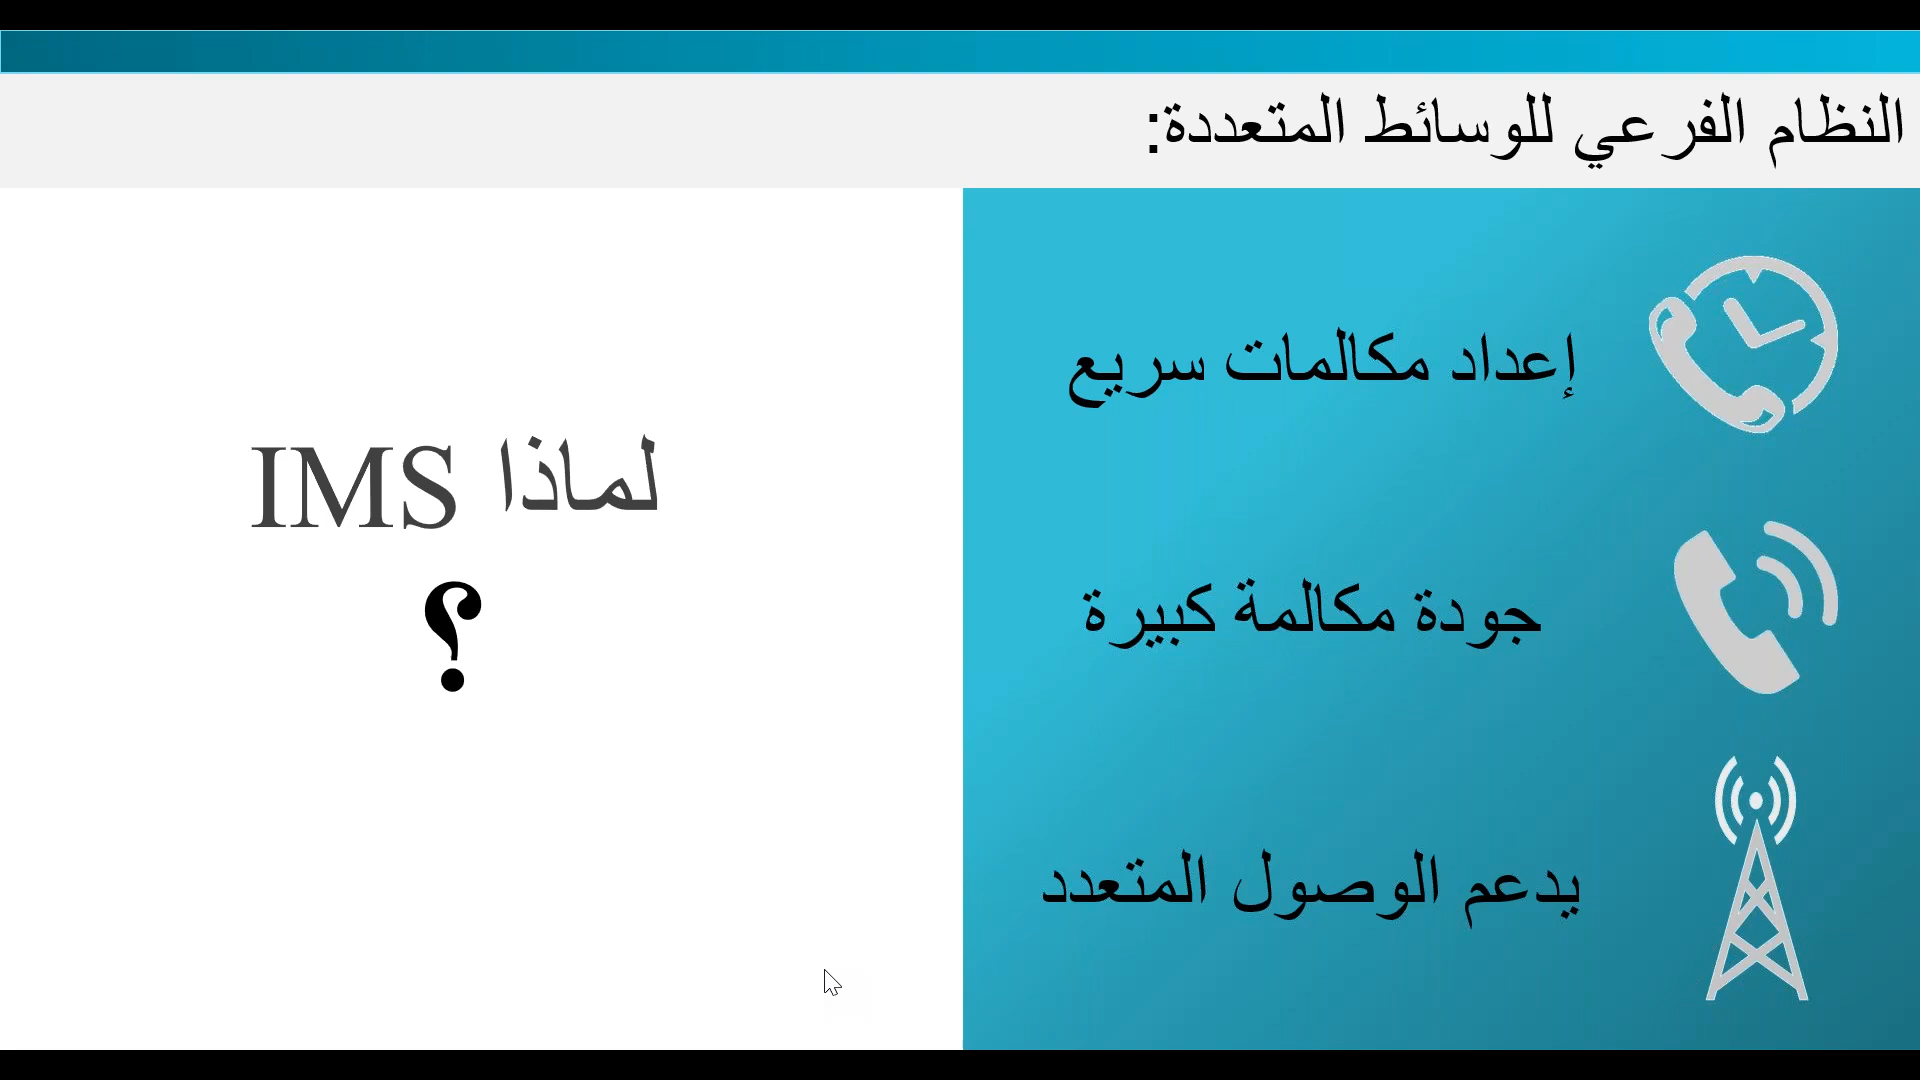 النظام الفرعي للوسائط المتعددة:
إعداد مكالمات سريع
جودة مكالمة كبيرة
يدعم الوصول المتعدد
لماذا IMS
؟